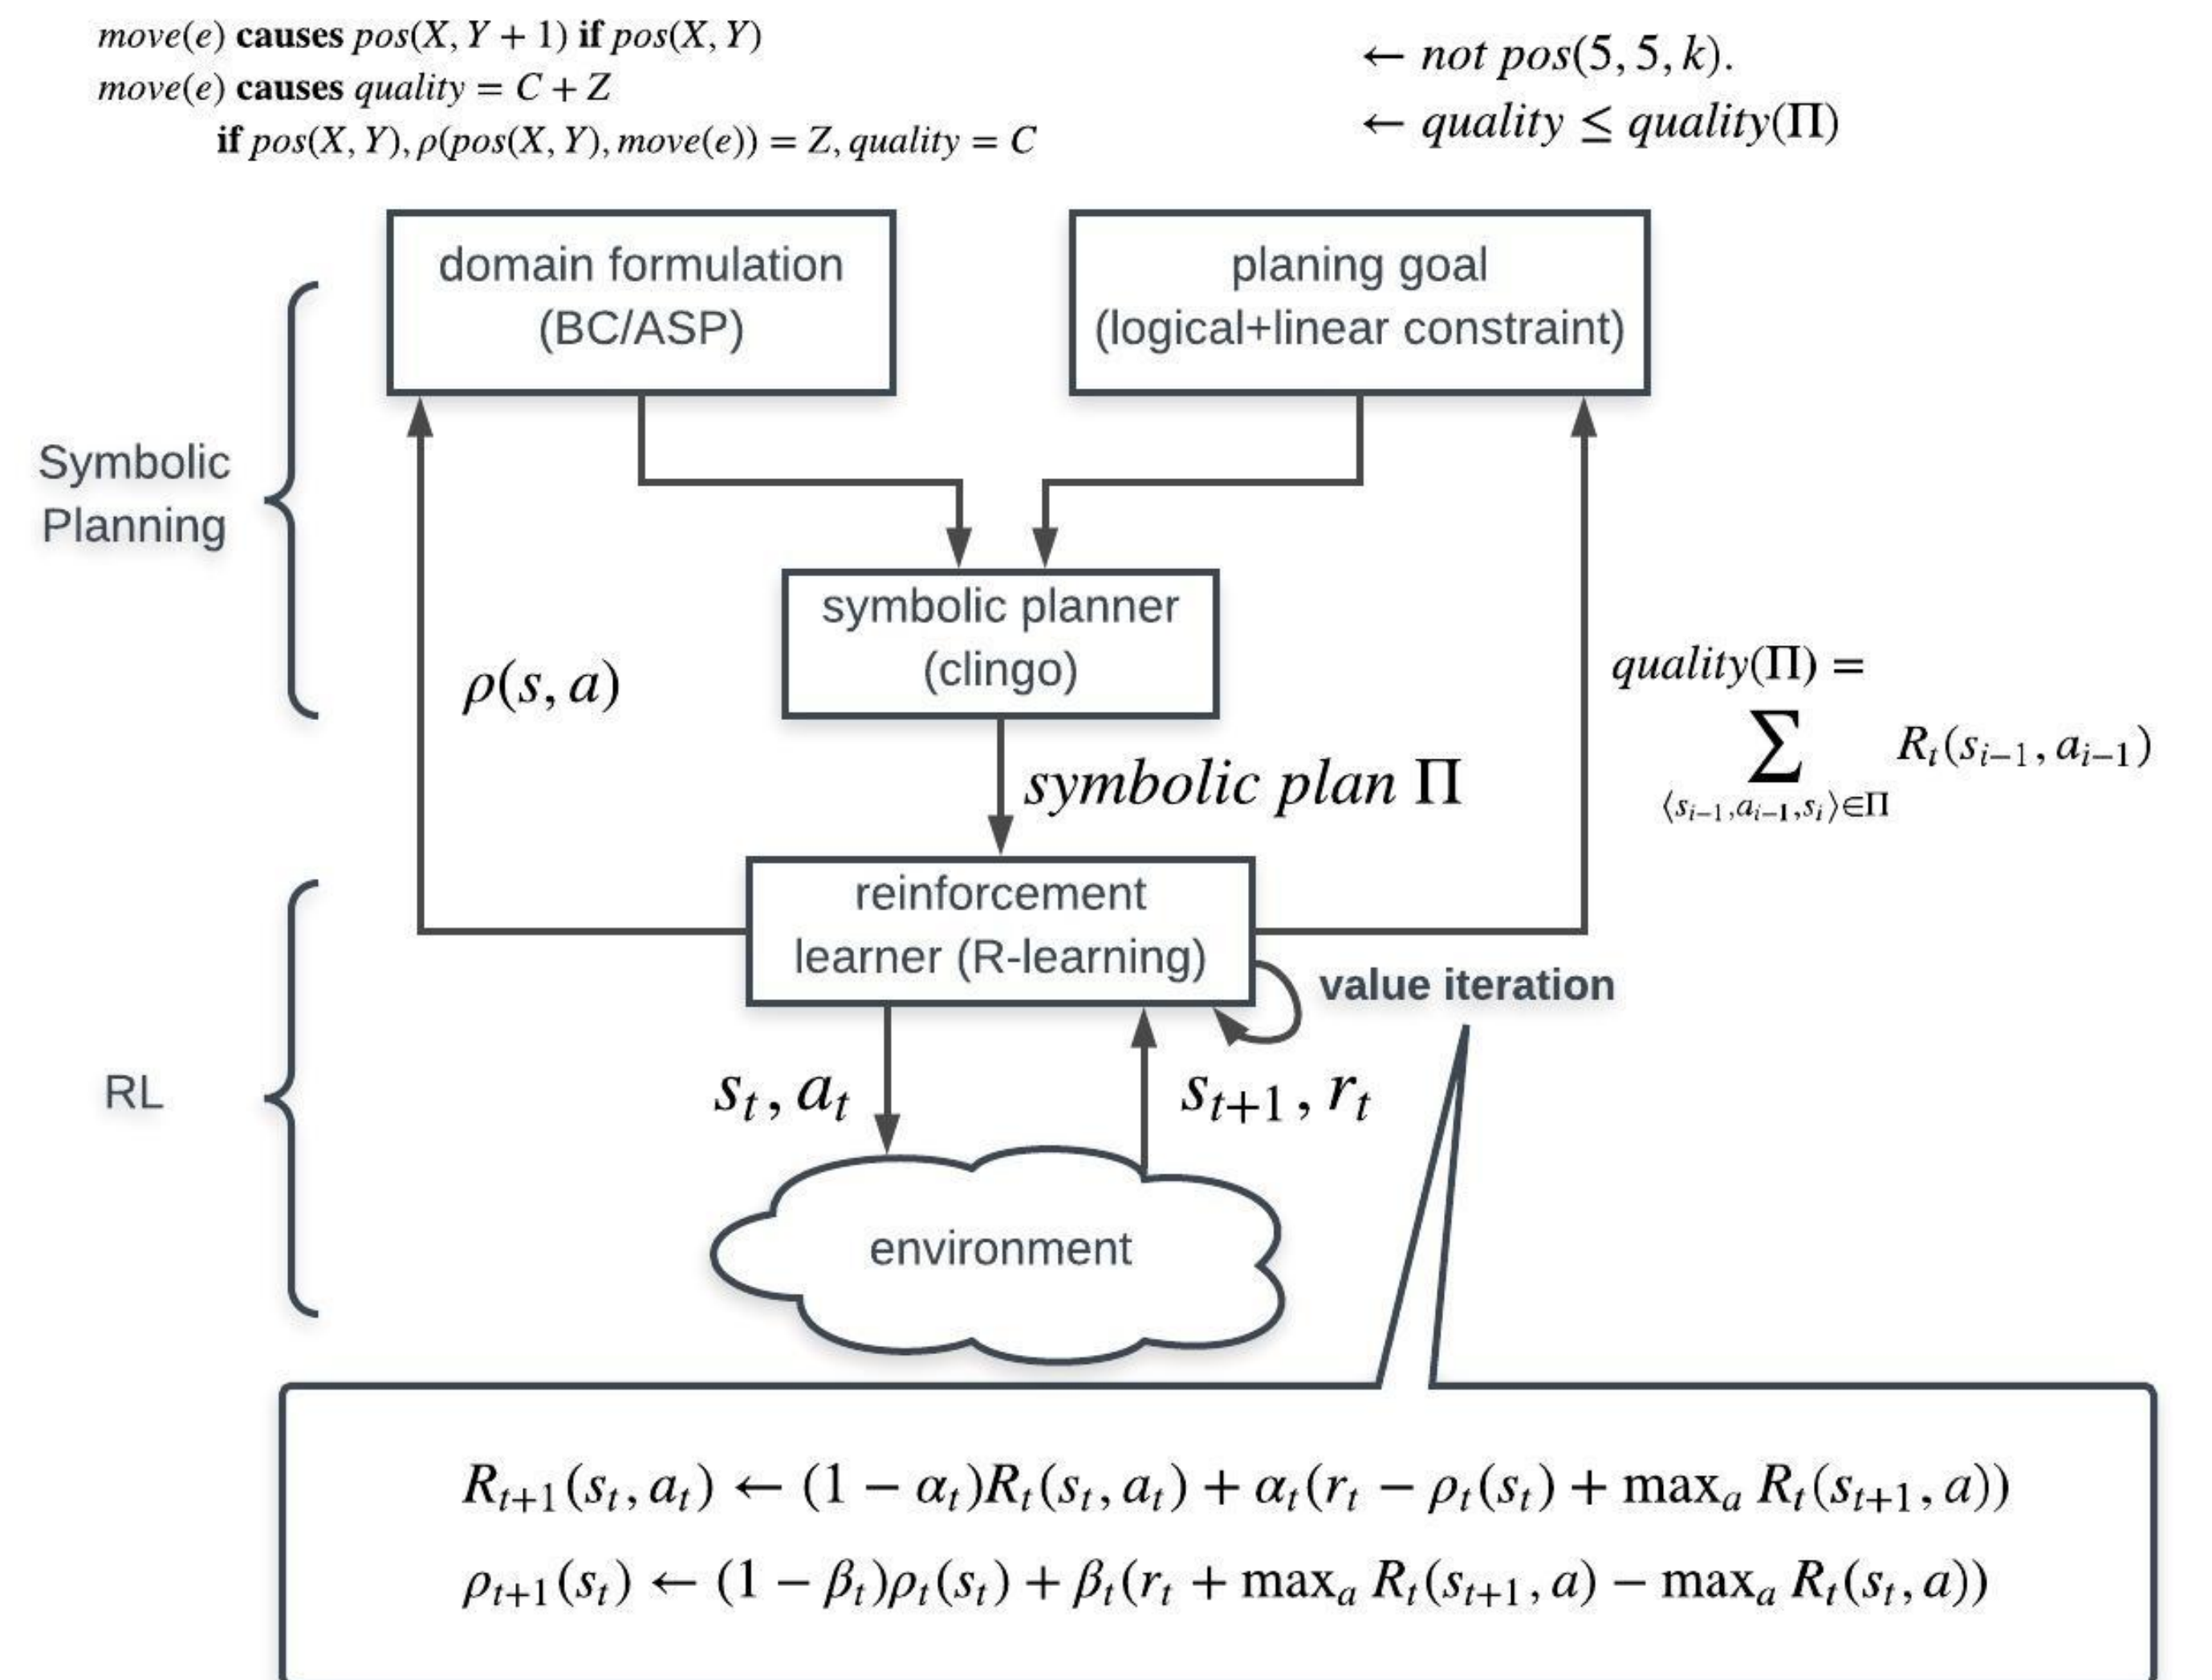 move(e) causes pos(X, Y + 1) if pos(X, Y)
move(e) causes quality = C + Z
if pos(X, Y), ρ(pos(X, Y), move(e)) = Z, quality = C
← not pos(5, 5, k).
← quality ≤ quality(Π)
domain formulation
(BC/ASP)
planing goal
(logical+linear constraint)
Symbolic
Planning
symbolic planner
(clingo)
ρ(s, a)
quality(Π) =
∑ R_t(s_{i−1}, a_{i−1})
⟨s_{i−1},a_{i−1},s_i⟩∈Π
symbolic plan Π
reinforcement
learner (R-learning)
value iteration
RL
s_t, a_t
s_{t+1}, r_t
environment
R_{t+1}(s_t, a_t) ← (1 − α_t)R_t(s_t, a_t) + α_t(r_t − ρ_t(s_t) + max_a R_t(s_{t+1}, a))
ρ_{t+1}(s_t) ← (1 − β_t)ρ_t(s_t) + β_t(r_t + max_a R_t(s_{t+1}, a) − max_a R_t(s_t, a))